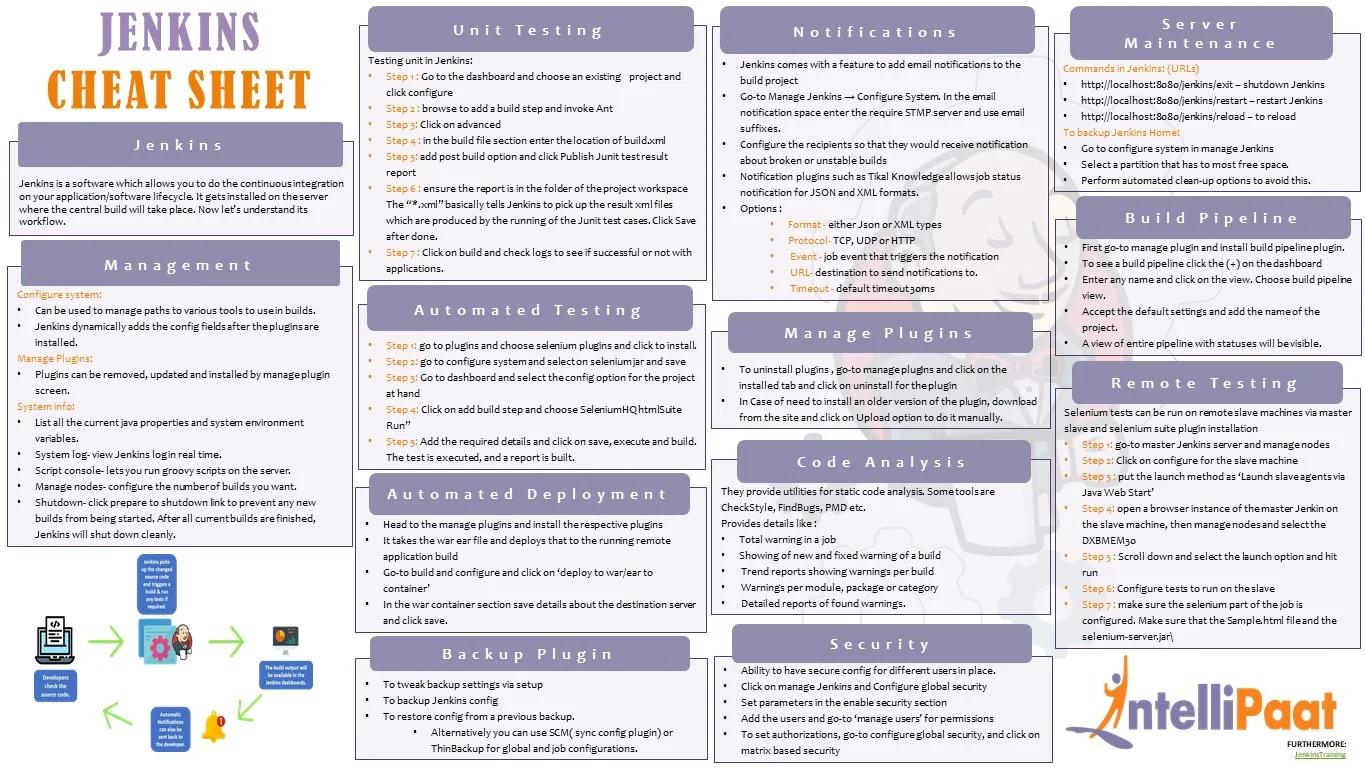 JENKINS
CHEAT SHEET
Jenkins
Jenkins is a software which allows you to do the continuous integration
on your application/software lifecycle. It gets installed on the server
where the central build will take place. Now let's understand its
workflow.
Management
Configure system:
• Can be used to manage paths to various tools to use in builds.
• Jenkins dynamically adds the config fields after the plugins are
installed.
Manage Plugins:
• Plugins can be removed, updated and installed by manage plugin
screen.
System info:
• List all the current java properties and system environment
variables.
• System log- view Jenkins log in real time.
• Script console- lets you run groovy scripts on the server.
• Manage nodes- configure the number of builds you want.
• Shutdown- click prepare to shutdown link to prevent any new
builds from being started. After all current builds are finished,
Jenkins will shut down cleanly.
Jenkins picks
up the changed
source code and
triggers a
build & run
any tests if
required.
Developers
check the
source code.
The build output will
be available in the
Jenkins dashboards.
Automatic
Notifications
can also be
sent back to
the developer.
1
Unit Testing
Testing unit in Jenkins:
• Step 1 : Go to the dashboard and choose an existing project and
click configure
• Step 2 : browse to add a build step and invoke Ant
• Step 3: Click on advanced
• Step 4 : in the build file section enter the location of build.xml
• Step 5: add post build option and click Publish Junit test result
report
• Step 6 : ensure the report is in the folder of the project workspace
The "*.xml" basically tells Jenkins to pick up the result xml files
which are produced by the running of the Junit test cases. Click Save
after done.
• Step 7 : Click on build and check logs to see if successful or not with
applications.
Automated Testing
• Step 1: go to plugins and choose selenium plugins and click to install.
• Step 2: go to configure system and select on selenium jar and save
• Step 3: Go to dashboard and select the config option for the project
at hand
• Step 4: Click on add build step and choose SeleniumHQ htmlSuite
Run”
• Step 5: Add the required details and click on save, execute and build.
The test is executed, and a report is built.
Automated Deployment
• Head to the manage plugins and install the respective plugins
• It takes the war ear file and deploys that to the running remote
application build
• Go-to build and configure and click on ‘deploy to war/ear to
container’
• In the war container section save details about the destination server
and click save.
Backup Plugin
• To tweak backup settings via setup
• To backup Jenkins config
• To restore config from a previous backup.
• Alternatively you can use SCM( sync config plugin) or
ThinBackup for global and job configurations.
Notifications
• Jenkins comes with a feature to add email notifications to the
build project
• Go-to Manage Jenkins → Configure System. In the email
notification space enter the require STMP server and use email
suffixes.
• Configure the recipients so that they would receive notification
about broken or unstable builds
• Notification plugins such as Tikal Knowledge allows job status
notification for JSON and XML formats.
• Options :
• Format - either Json or XML types
• Protocol- TCP, UDP or HTTP
• Event - job event that triggers the notification
• URL- destination to send notifications to.
• Timeout - default timeout 30ms
Manage Plugins
• To uninstall plugins , go-to manage plugins and click on the
installed tab and click on uninstall for the plugin
• In Case of need to install an older version of the plugin, download
from the site and click on Upload option to do it manually.
Code Analysis
They provide utilities for static code analysis. Some tools are
CheckStyle, FindBugs, PMD etc.
Provides details like :
• Total warning in a job
• Showing of new and fixed warning of a build
• Trend reports showing warnings per build
• Warnings per module, package or category
• Detailed reports of found warnings.
Security
• Ability to have secure config for different users in place.
• Click on manage Jenkins and Configure global security
• Set parameters in the enable security section
• Add the users and go-to ‘manage users’ for permissions
• To set authorizations, go-to configure global security, and click on
matrix based security
Server
Maintenance
Commands in Jenkins: (URLs)
• http://localhost:8080/jenkins/exit – shutdown Jenkins
• http://localhost:8080/jenkins/restart – restart Jenkins
• http://localhost:8080/jenkins/reload – to reload
To backup Jenkins Home:
• Go to configure system in manage Jenkins
• Select a partition that has to most free space.
• Perform automated clean-up options to avoid this.
Build Pipeline
• First go-to manage plugin and install build pipeline plugin.
• To see a build pipeline click the (+) on the dashboard
• Enter any name and click on the view. Choose build pipeline
view.
• Accept the default settings and add the name of the
project.
• A view of entire pipeline with statuses will be visible.
Remote Testing
Selenium tests can be run on remote slave machines via master
slave and selenium suite plugin installation
• Step 1: go-to master Jenkins server and manage nodes
• Step 2: Click on configure for the slave machine
• Step 3 : put the launch method as ‘Launch slave agents via
Java Web Start’
• Step 4: open a browser instance of the master Jenkin on
the slave machine, then manage nodes and select the
DXBMEM30
• Step 5 : Scroll down and select the launch option and hit
run
• Step 6: Configure tests to run on the slave
• Step 7 : make sure the selenium part of the job is
configured. Make sure that the Sample.html file and the
selenium-server.jar\
IntelliPaat
FURTHERMORE:
JenkinsTraining